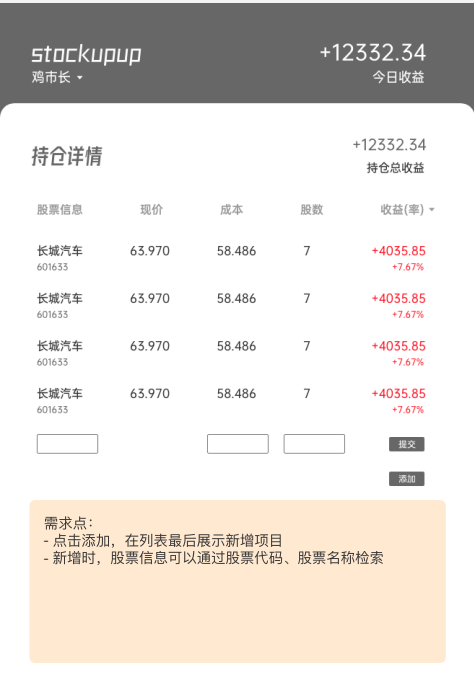 stockupup
+12332.34
鸡市长
今日收益
持仓详情
+12332.34
持仓总收益
股票信息 现价 成本 股数 收益(率)
长城汽车 63.970 58.486 7 +4035.85
601633 +7.67%
长城汽车 63.970 58.486 7 +4035.85
601633 +7.67%
长城汽车 63.970 58.486 7 +4035.85
601633 +7.67%
长城汽车 63.970 58.486 7 +4035.85
601633 +7.67%
提交
添加
需求点：
- 点击添加，在列表最后展示新增项目
- 新增时，股票信息可以通过股票代码、股票名称检索